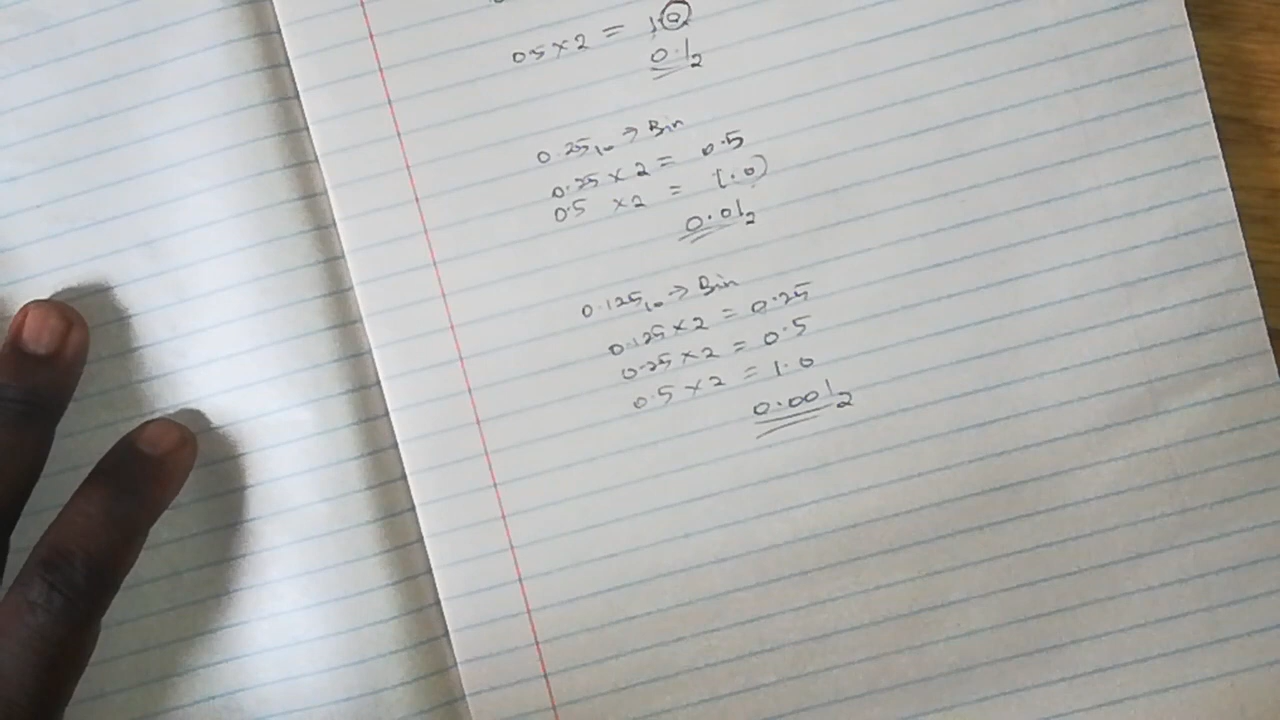 0.5 × 2 = 1.0
0.1₂
0.25₁₀ → Bin
0.25 × 2 = 0.5
0.5 × 2 = 1.0
0.01₂
0.125₁₀ → Bin
0.125 × 2 = 0.25
0.25 × 2 = 0.5
0.5 × 2 = 1.0
0.001₂